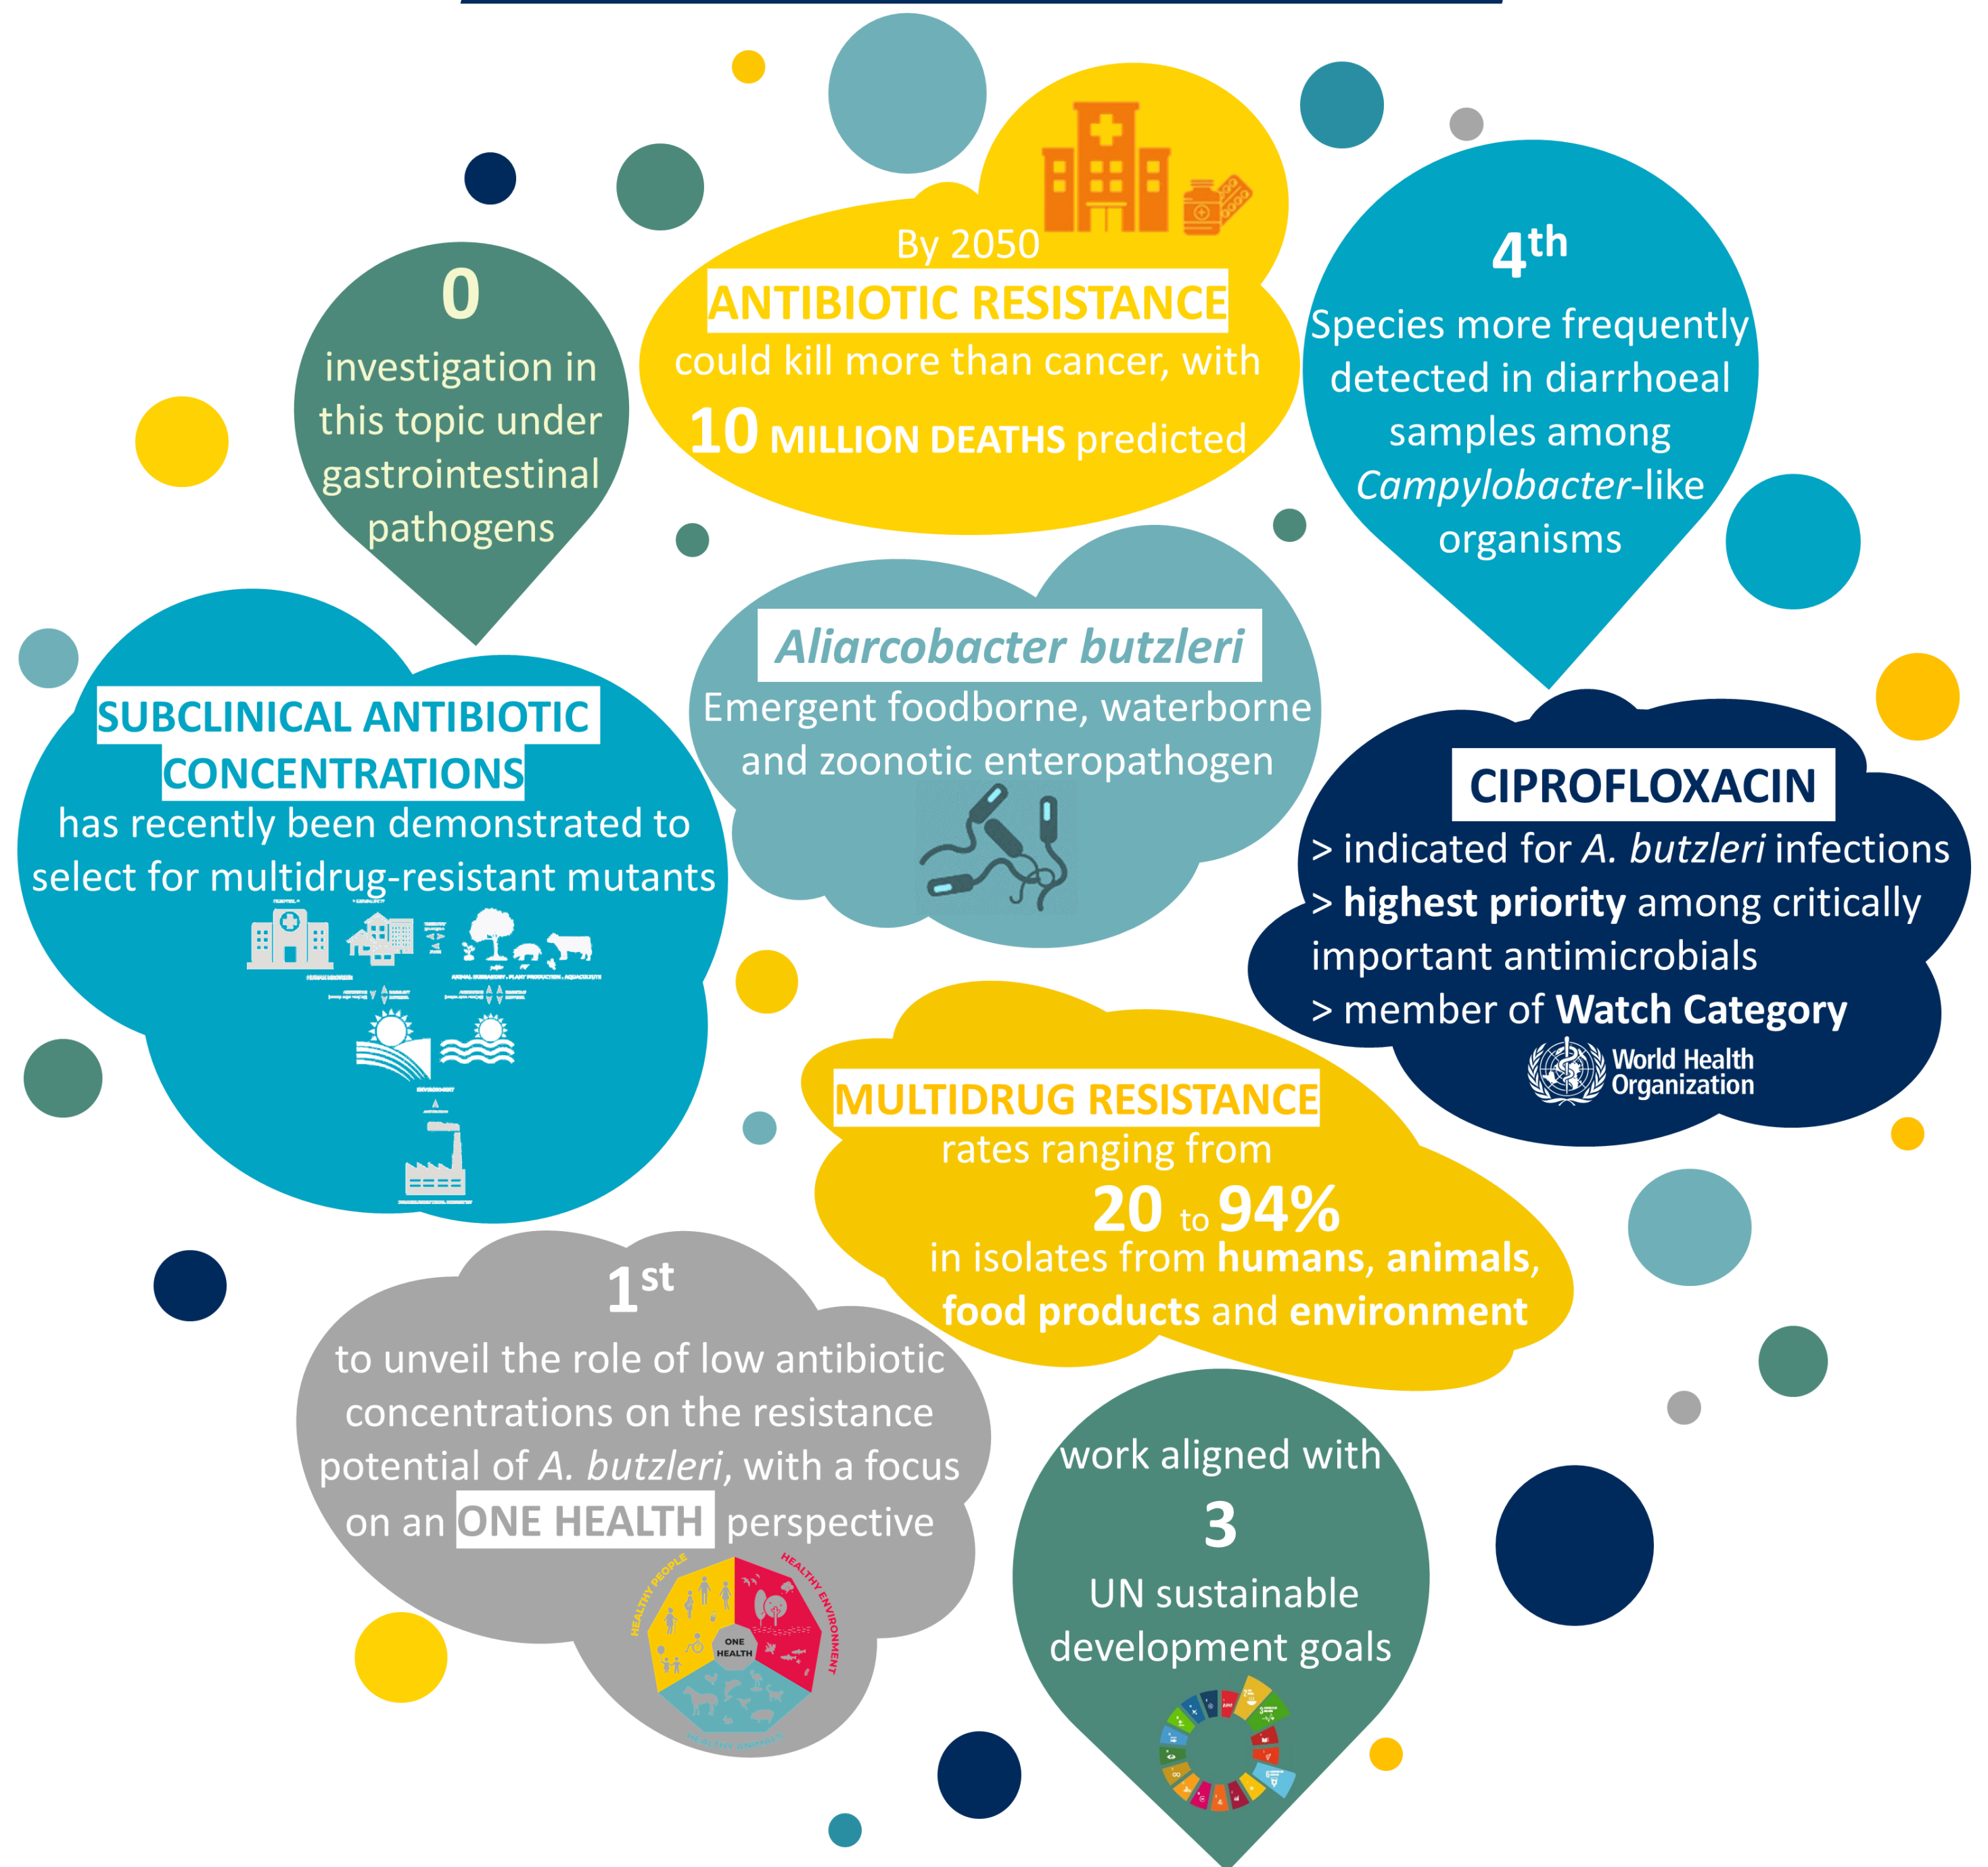 By 2050
ANTIBIOTIC RESISTANCE
could kill more than cancer, with
10 MILLION DEATHS predicted
0
investigation in
this topic under
gastrointestinal
pathogens
4th
Species more frequently
detected in diarrhoeal
samples among
Campylobacter-like
organisms
Aliarcobacter butzleri
Emergent foodborne, waterborne
and zoonotic enteropathogen
SUBCLINICAL ANTIBIOTIC
CONCENTRATIONS
has recently been demonstrated to
select for multidrug-resistant mutants
ENVIRONMENT
CIPROFLOXACIN
> indicated for A. butzleri infections
> highest priority among critically
important antimicrobials
> member of Watch Category
World Health
Organization
MULTIDRUG RESISTANCE
rates ranging from
20 to 94%
in isolates from humans, animals,
food products and environment
1st
to unveil the role of low antibiotic
concentrations on the resistance
potential of A. butzleri, with a focus
on an ONE HEALTH perspective
HEALTHY PEOPLE
HEALTHY ENVIRONMENT
ONE
HEALTH
HEALTHY ANIMALS
work aligned with
3
UN sustainable
development goals